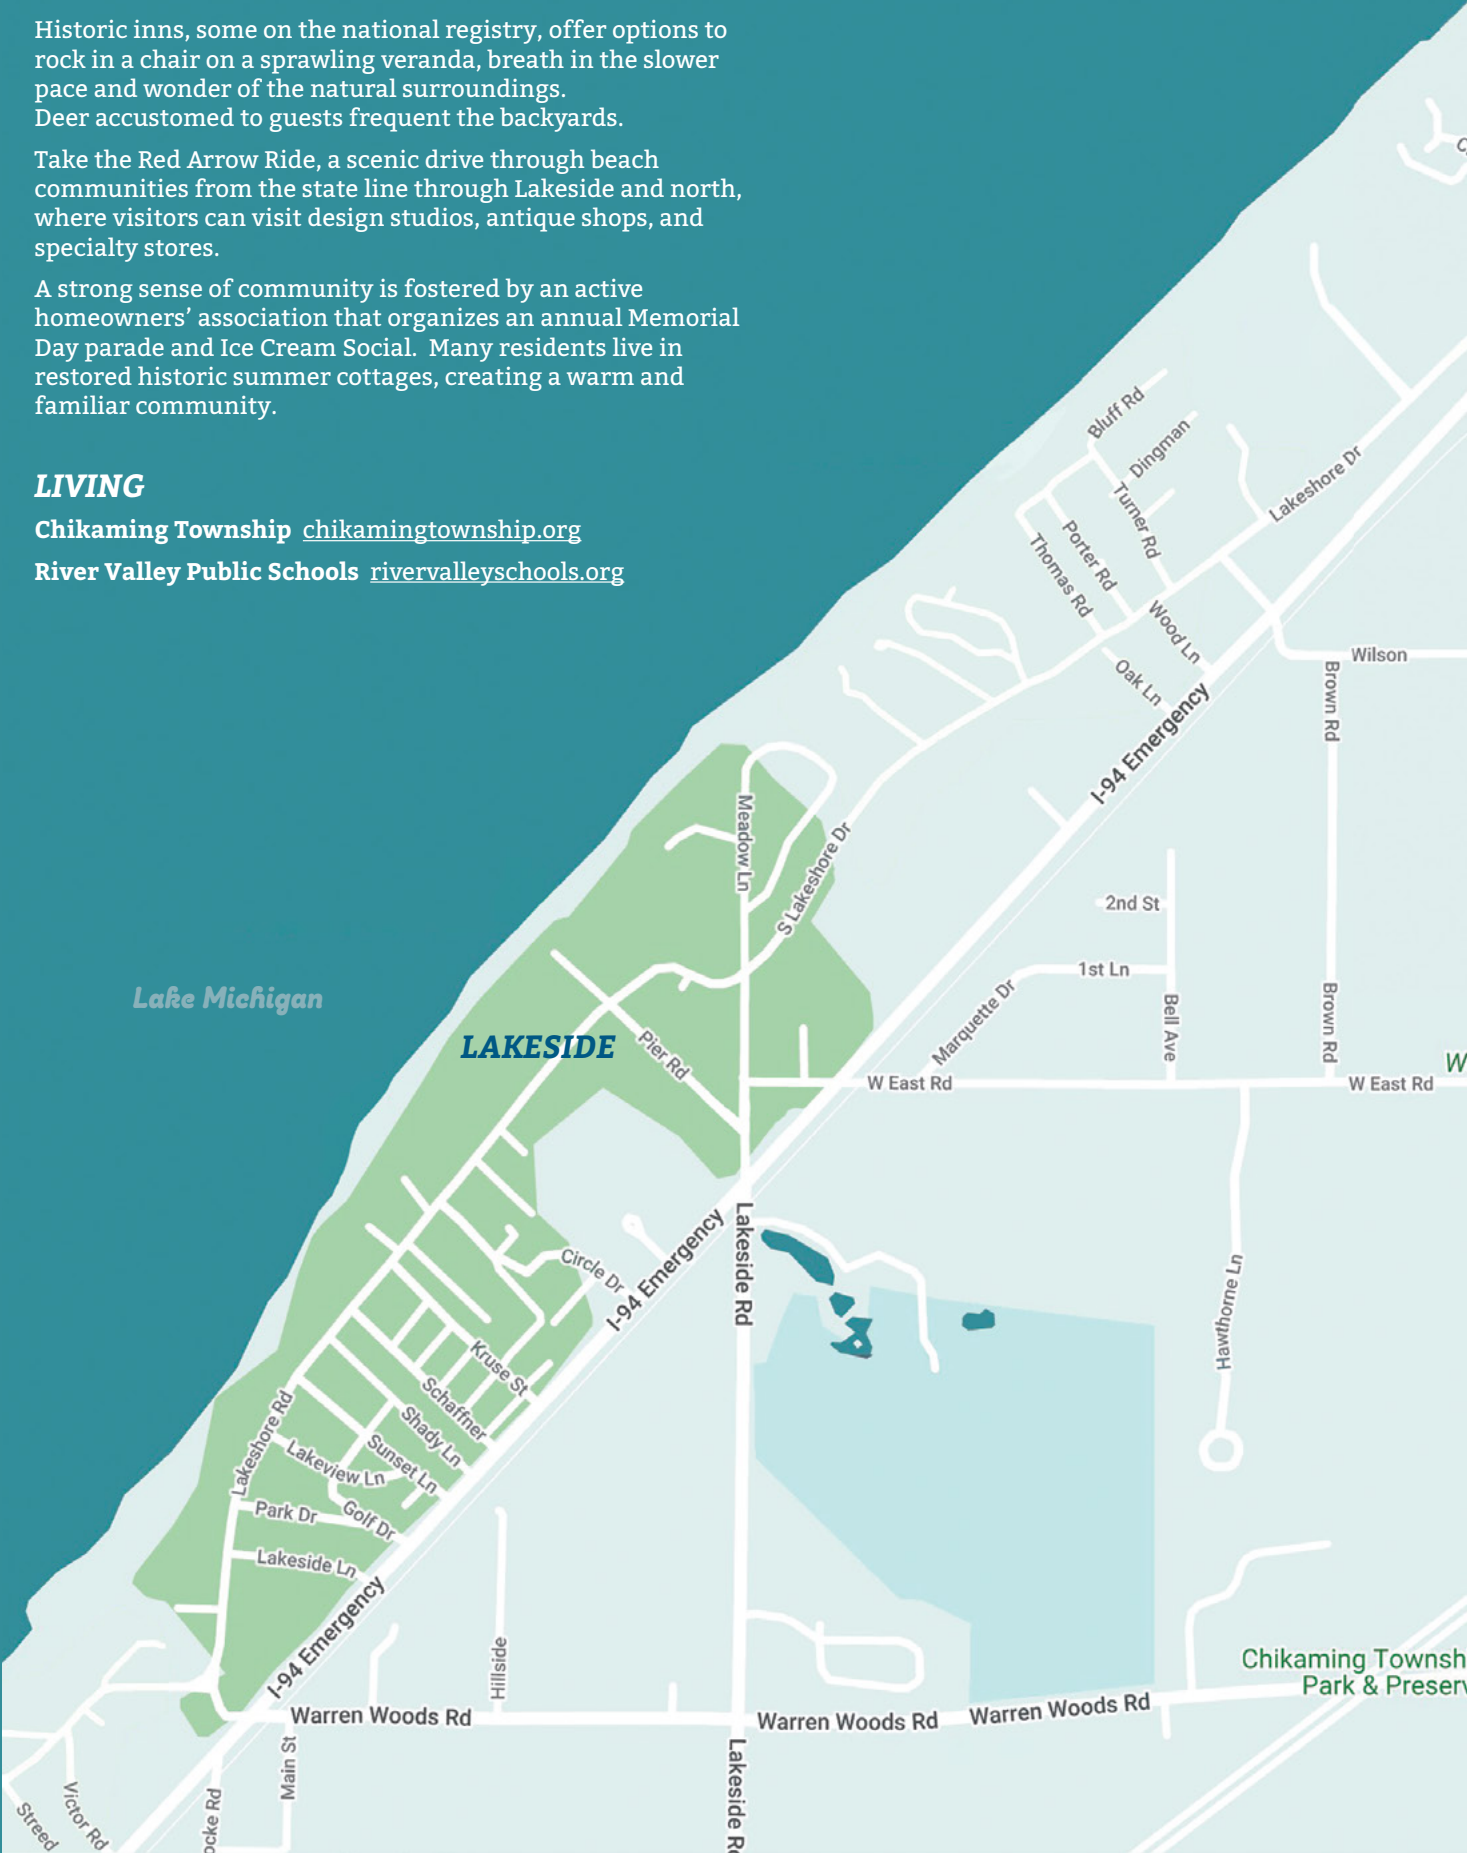 Historic inns, some on the national registry, offer options to
rock in a chair on a sprawling veranda, breath in the slower
pace and wonder of the natural surroundings.
Deer accustomed to guests frequent the backyards.
Take the Red Arrow Ride, a scenic drive through beach
communities from the state line through Lakeside and north,
where visitors can visit design studios, antique shops, and
specialty stores.
A strong sense of community is fostered by an active
homeowners’ association that organizes an annual Memorial
Day parade and Ice Cream Social. Many residents live in
restored historic summer cottages, creating a warm and
familiar community.
LIVING
Chikaming Township chikamingtownship.org
River Valley Public Schools rivervalleyschools.org
Bluff Rd
Dingman
Turner Rd
Lakeshore Dr
Porter Rd
Thomas Rd
Wood Ln
Oak Ln
Wilson
Brown Rd
I-94 Emergency
Meadow Ln
S Lakeshore Dr
2nd St
1st Ln
Marquette Dr
Bell Ave
Brown Rd
Lake Michigan
LAKESIDE
Pier Rd
W East Rd
W East Rd
W
Circle Dr
I-94 Emergency
Lakeside Rd
Hawthorne Ln
Kruse St
Schaffner
Shady Ln
Sunset Ln
Lakeshore Rd
Lakeview Ln
Park Dr
Golf Dr
Lakeside Ln
I-94 Emergency
Hillside
Chikaming Townsh
Park & Preserv
Warren Woods Rd
Warren Woods Rd
Warren Woods Rd
Main St
Lakeside R
Victor Rd
Streed
ocke Rd